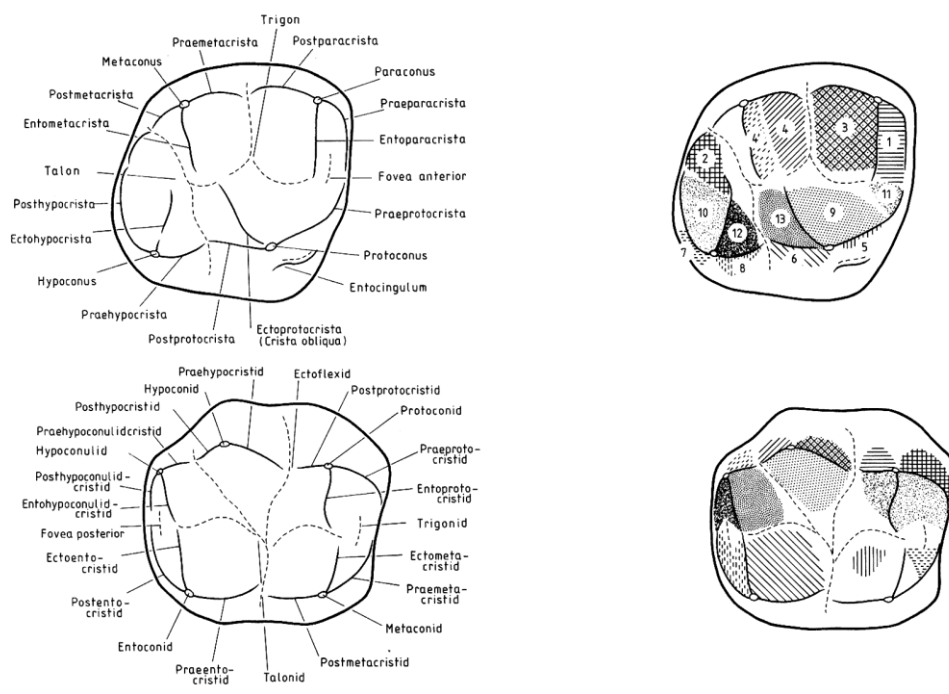 Trigon
Praemetacrista
Postparacrista
Metaconus
Paraconus
Postmetacrista
Praeparacrista
Entometacrista
Entoparacrista
Talon
Fovea anterior
Posthypocrista
Praeprotocrista
Ectohypocrista
Protoconus
Hypoconus
Entocingulum
Praehypocrista
Ectoprotocrista
(Crista obliqua)
Postprotocrista
4'
4
3
1
2
11
10
9
13
12
5
7
8
6
Praehypocristid
Ectoflexid
Hypoconid
Postprotocristid
Posthypocristid
Protoconid
Praehypoconulidcristid
Hypoconulid
Praeproto-
cristid
Posthypoconulid-
cristid
Entoproto-
cristid
Entohypoconulid-
cristid
Trigonid
Fovea posterior
Ectoento-
cristid
Ectometa-
cristid
Postento-
cristid
Praemeta-
cristid
Entoconid
Metaconid
Praeento-
cristid
Talonid
Postmetacristid